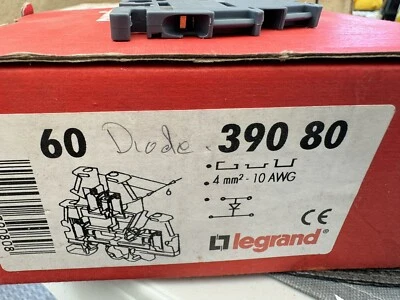 60 Diode. 390 80
4 mm² - 10 AWG
CE
legrand